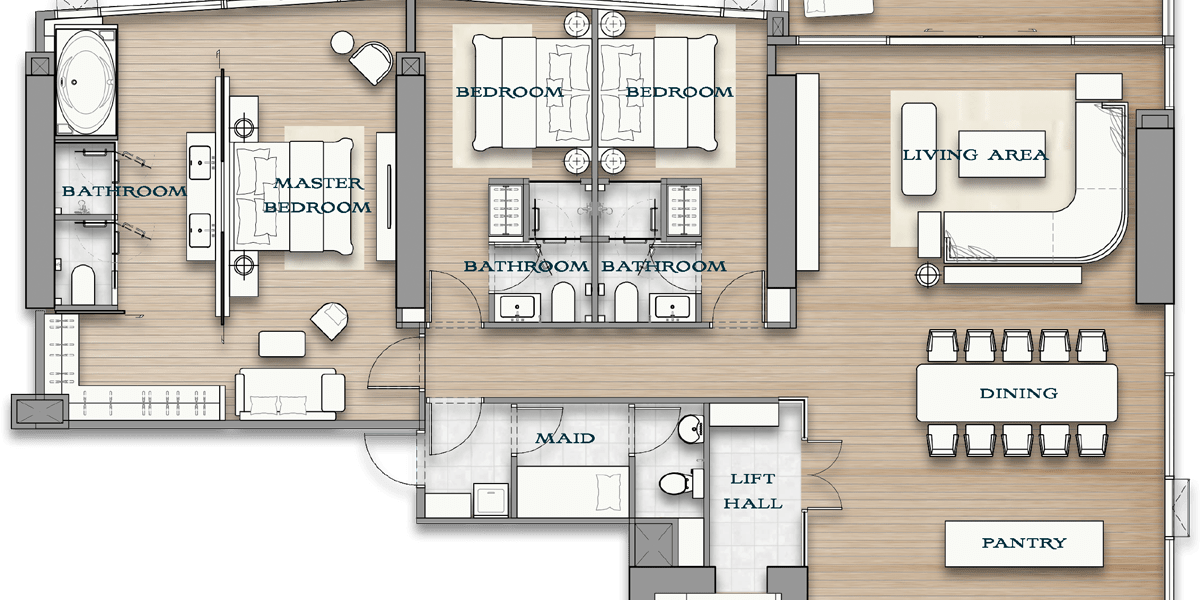 BEDROOM
BEDROOM
LIVING AREA
BATHROOM
MASTER
BEDROOM
BATHROOM
BATHROOM
DINING
MAID
LIFT
HALL
PANTRY